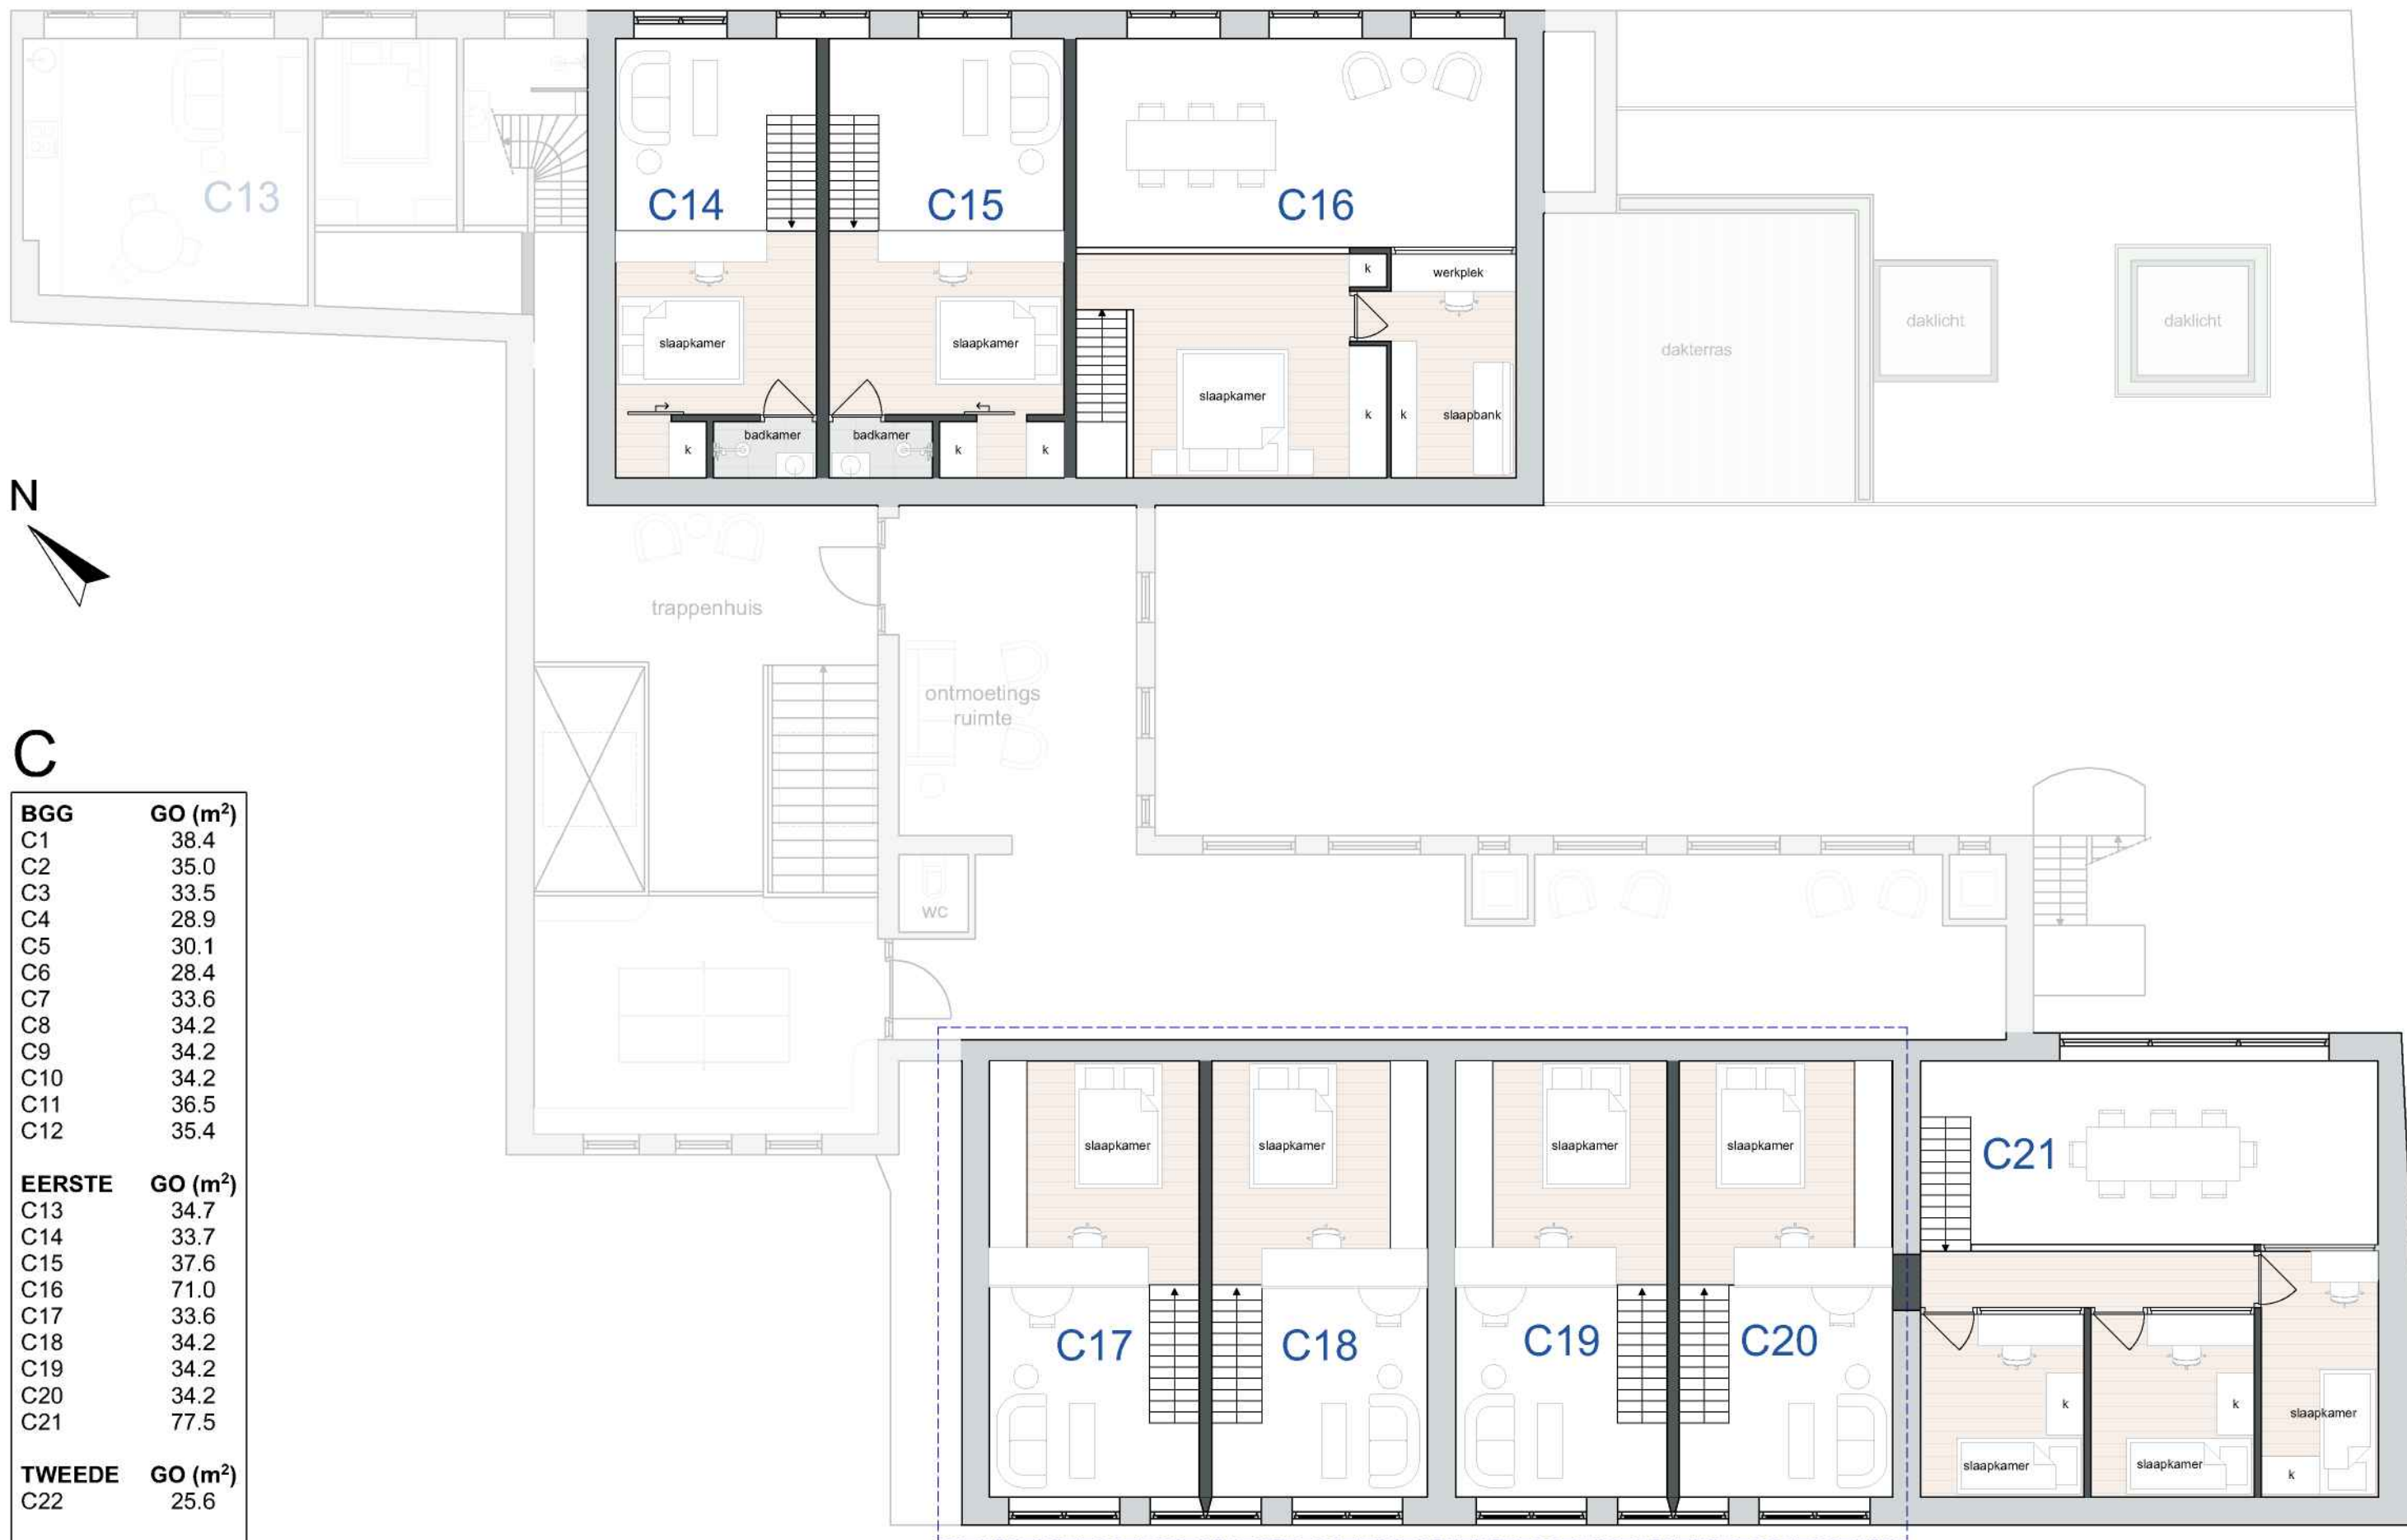 C13
C14
C15
C16
k
werkplek
daklicht
daklicht
dakterras
slaapkamer
slaapkamer
slaapkamer
k
k
slaapbank
badkamer
badkamer
k
k
k
N
trappenhuis
ontmoetings
ruimte
wc
C
BGG GO (m²)
C1 38.4
C2 35.0
C3 33.5
C4 28.9
C5 30.1
C6 28.4
C7 33.6
C8 34.2
C9 34.2
C10 34.2
C11 36.5
C12 35.4
EERSTE GO (m²)
C13 34.7
C14 33.7
C15 37.6
C16 71.0
C17 33.6
C18 34.2
C19 34.2
C20 34.2
C21 77.5
TWEEDE GO (m²)
C22 25.6
slaapkamer
slaapkamer
slaapkamer
slaapkamer
C21
C17
C18
C19
C20
k
k
slaapkamer
slaapkamer
slaapkamer
k